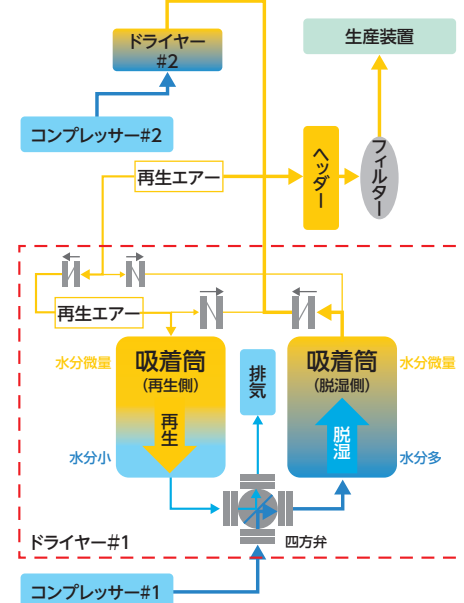 ドライヤー
#2
生産装置
コンプレッサー#2
ヘッダー
フィルター
再生エアー
再生エアー
水分微量
吸着筒
(再生側)
再生
水分小
排気
吸着筒
(脱湿側)
脱湿
水分微量
水分多
ドライヤー#1
四方弁
コンプレッサー#1